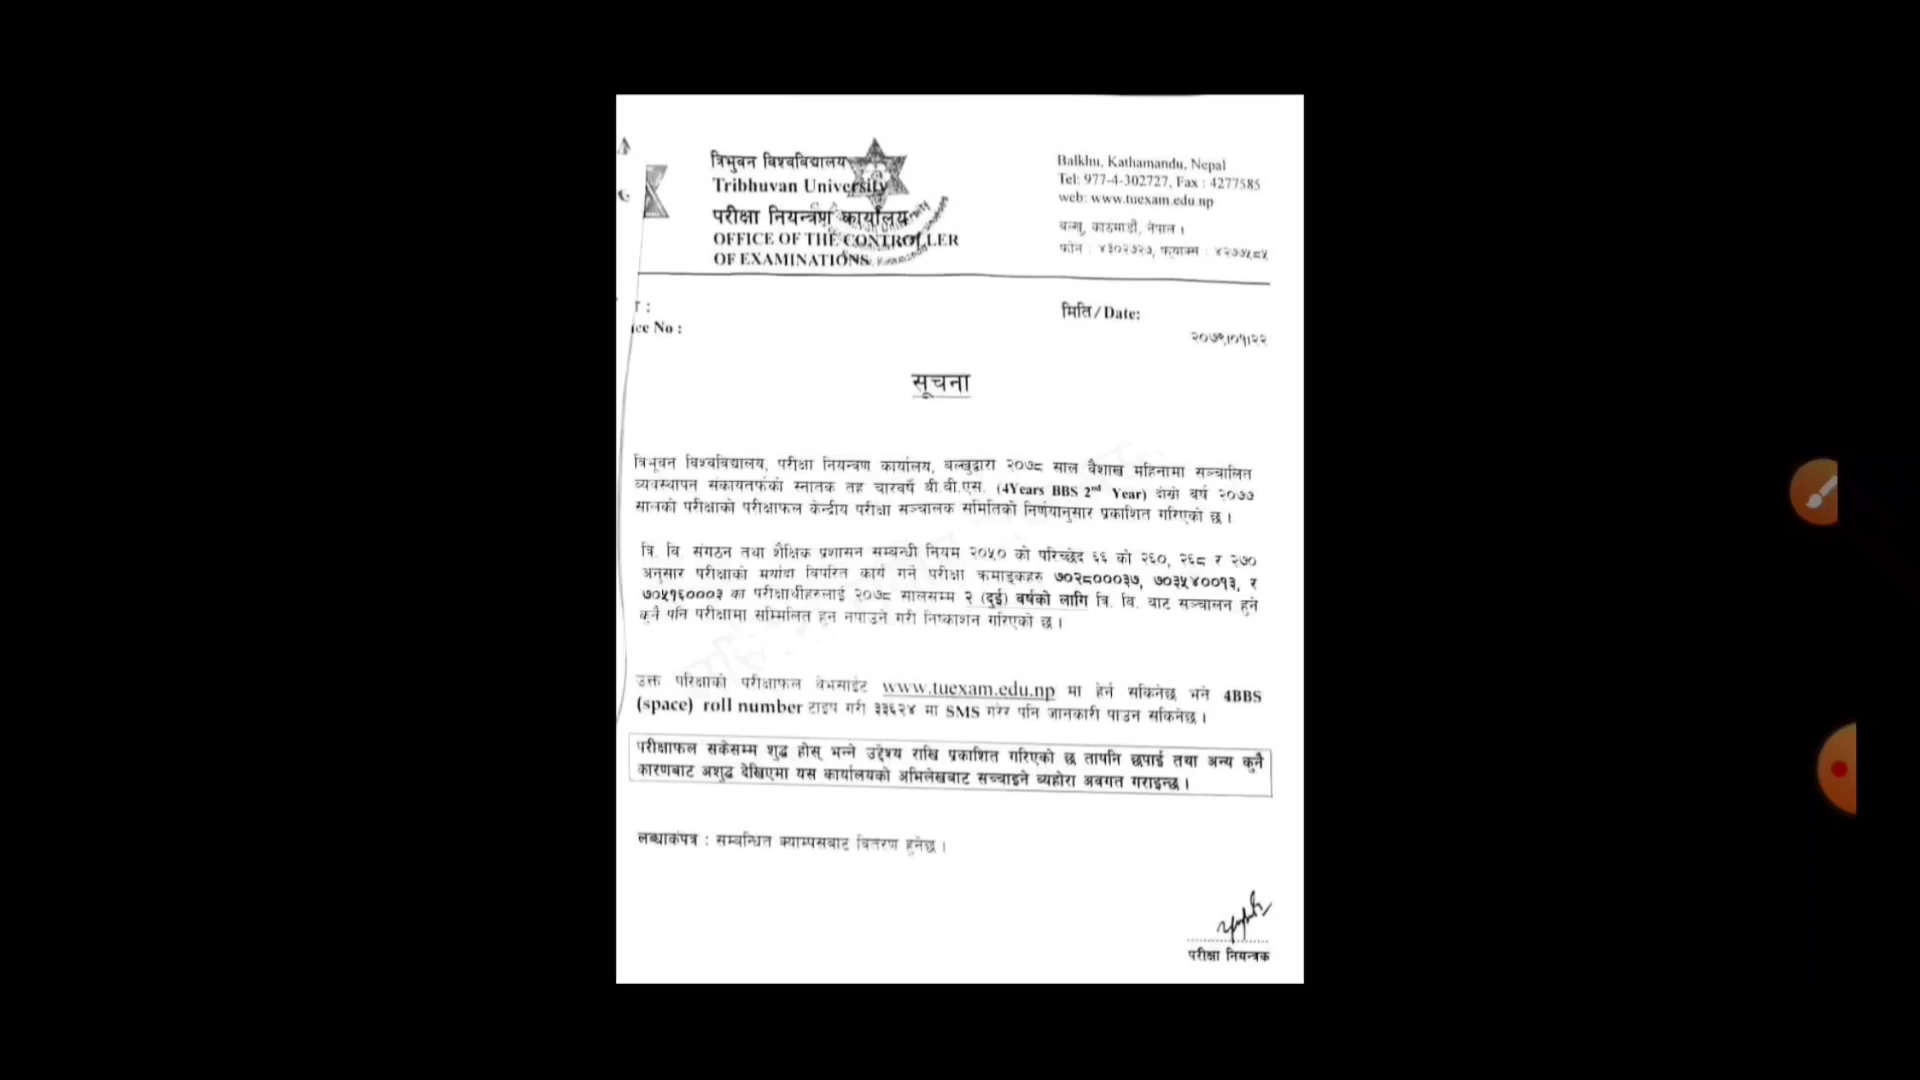 त्रिभुवन विश्वविद्यालय
Tribhuvan University
परीक्षा नियन्त्रण कार्यालय
OFFICE OF THE CONTROLLER
OF EXAMINATIONS
Balkhu, Kathamandu, Nepal
Tel: 977-4-302727, Fax : 4277585
web: www.tuexam.edu.np
बल्खु, काठमाडौं, नेपाल ।
फोन : ४३०२७२७, फ्याक्स : ४२७७५८५
ce No :
मिति/Date:
सूचना
त्रिभूवन विश्वविद्यालय, परीक्षा नियन्त्रण कार्यालय, बल्खुद्वारा २०७८ साल बैशाख महिनामा सञ्चालित
व्यवस्थापन संकायतर्फको स्नातक तह चारवर्षे बी.बी.एस. (4Years BBS 2nd Year) दोस्रो वर्ष २०७७
सालको परीक्षाको परीक्षाफल केन्द्रीय परीक्षा सञ्चालक समितिको निर्णयानुसार प्रकाशित गरिएको छ ।
त्रि. वि. संगठन तथा शैक्षिक प्रशासन सम्बन्धी नियम २०५० को परिच्छेद ६६ को २६०, २६८ र २७०
अनुसार परीक्षाको मर्यादा विपरित कार्य गर्ने परीक्षा क्रमाङ्कहरु ७०२८०००३७, ७०३५४००१३, र
७०५१६०००३ का परीक्षार्थीहरुलाई २०७८ सालसम्म २ (दुई) वर्षको लागि त्रि. वि. बाट सञ्चालन हुने
कुनै पनि परीक्षामा सम्मिलित हुन नपाउने गरी निष्काशन गरिएको छ ।
उक्त परिक्षाको परीक्षाफल वेभसाईट www.tuexam.edu.np मा हेर्न सकिनेछ भने 4BBS
(space) roll number टाइप गरी ३३६२४ मा SMS गरेर पनि जानकारी पाउन सकिनेछ ।
परीक्षाफल सकेसम्म शुद्ध होस् भन्ने उद्देश्य राखि प्रकाशित गरिएको छ तापनि छपाई तथा अन्य कुनै
कारणबाट अशुद्ध देखिएमा यस कार्यालयको अभिलेखबाट सच्चाइने ब्यहोरा अवगत गराइन्छ ।
लब्धाकंपत्र : सम्बन्धित क्याम्पसबाट वितरण हुनेछ ।
परीक्षा नियन्त्रक